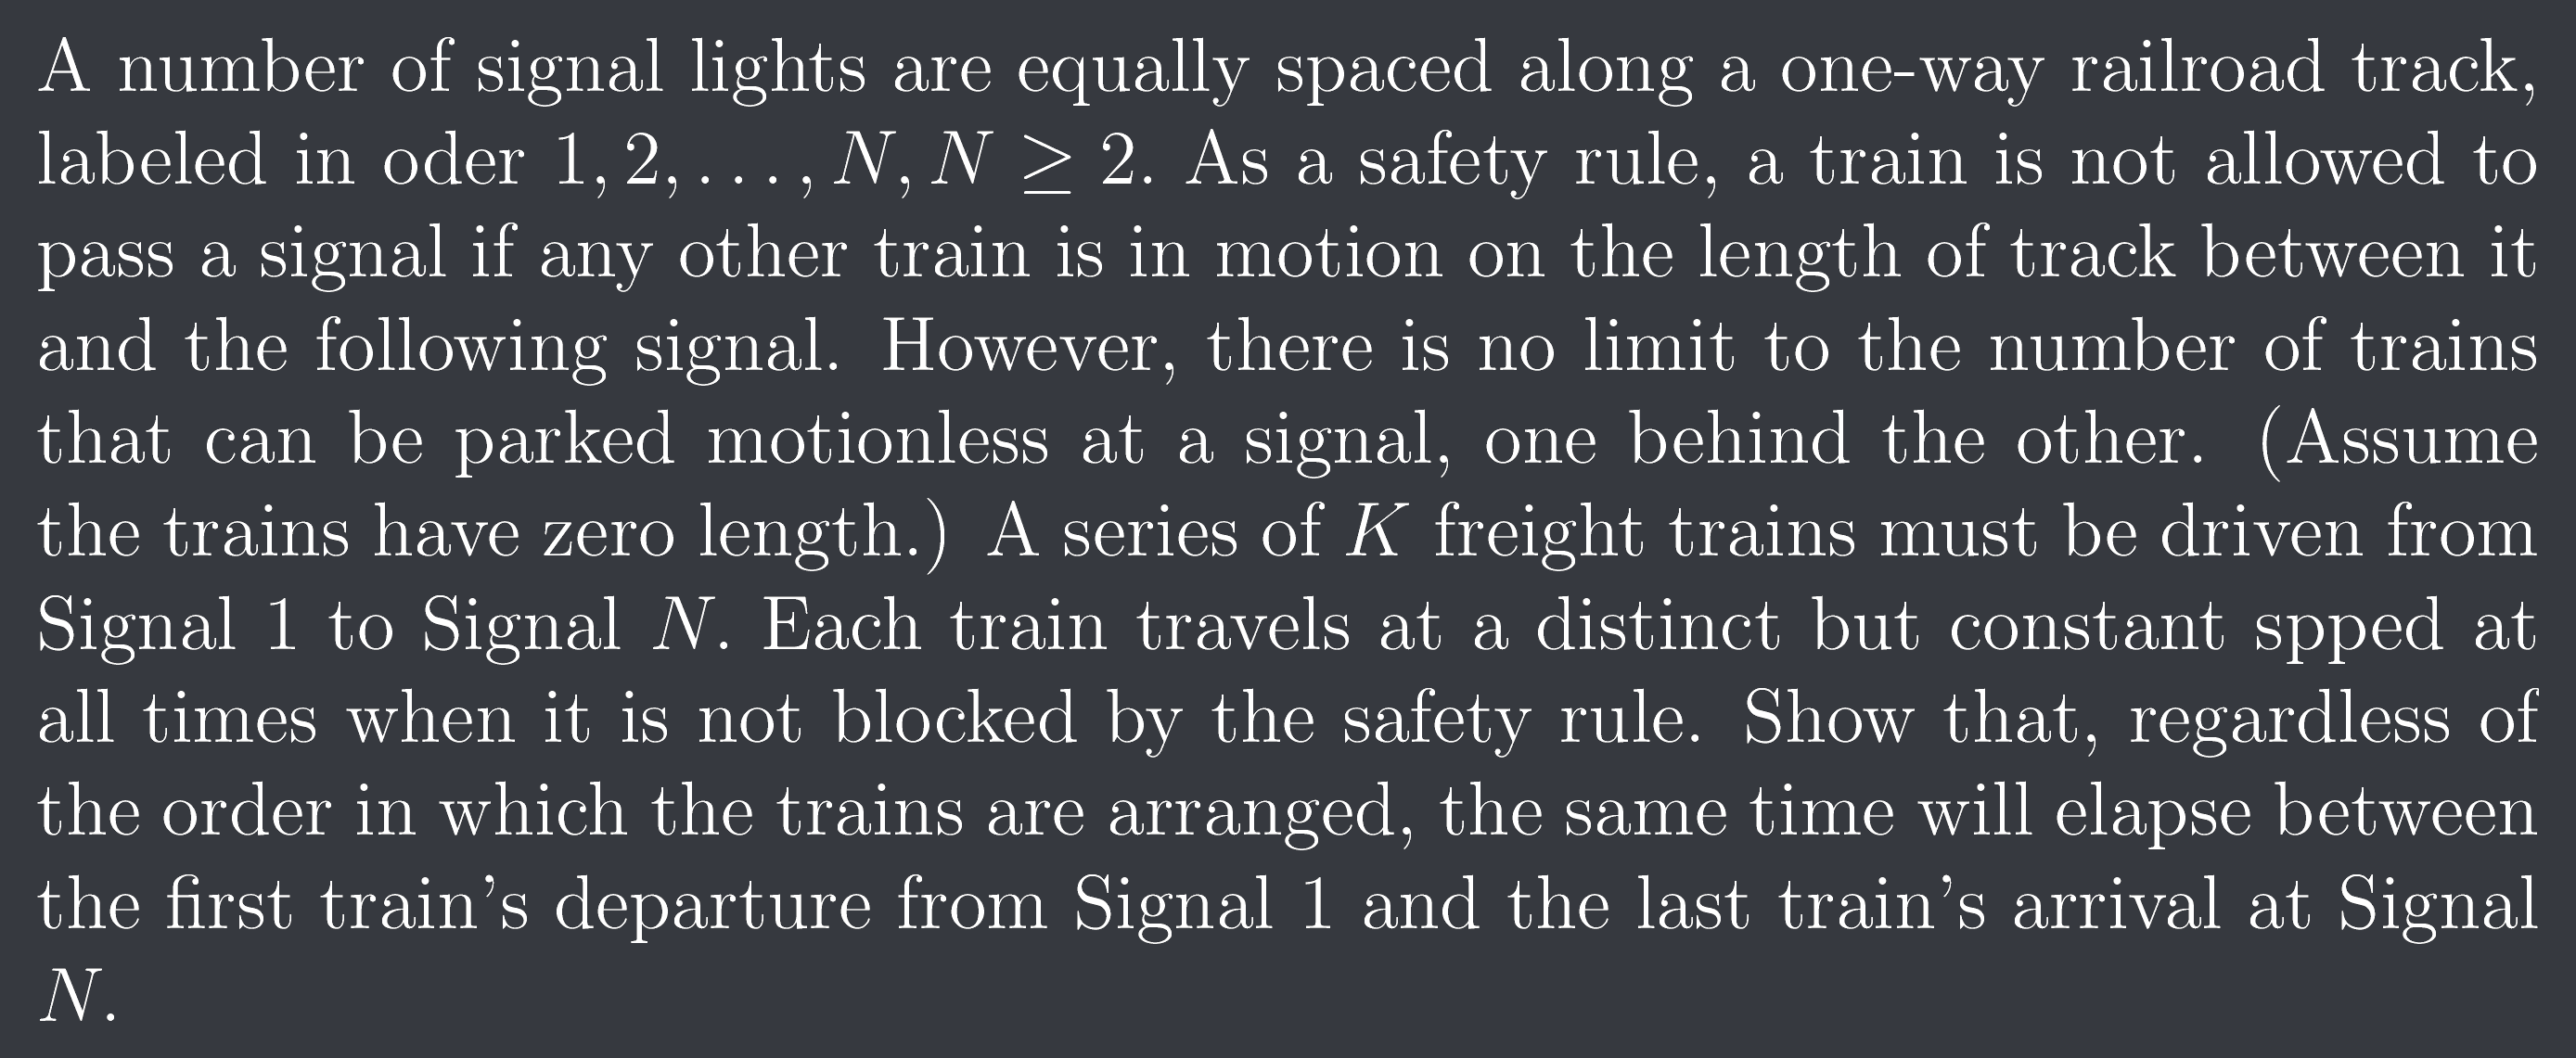 A number of signal lights are equally spaced along a one-way railroad track,
labeled in oder 1, 2, . . . , N, N ≥ 2. As a safety rule, a train is not allowed to
pass a signal if any other train is in motion on the length of track between it
and the following signal. However, there is no limit to the number of trains
that can be parked motionless at a signal, one behind the other. (Assume
the trains have zero length.) A series of K freight trains must be driven from
Signal 1 to Signal N. Each train travels at a distinct but constant spped at
all times when it is not blocked by the safety rule. Show that, regardless of
the order in which the trains are arranged, the same time will elapse between
the first train's departure from Signal 1 and the last train's arrival at Signal
N.